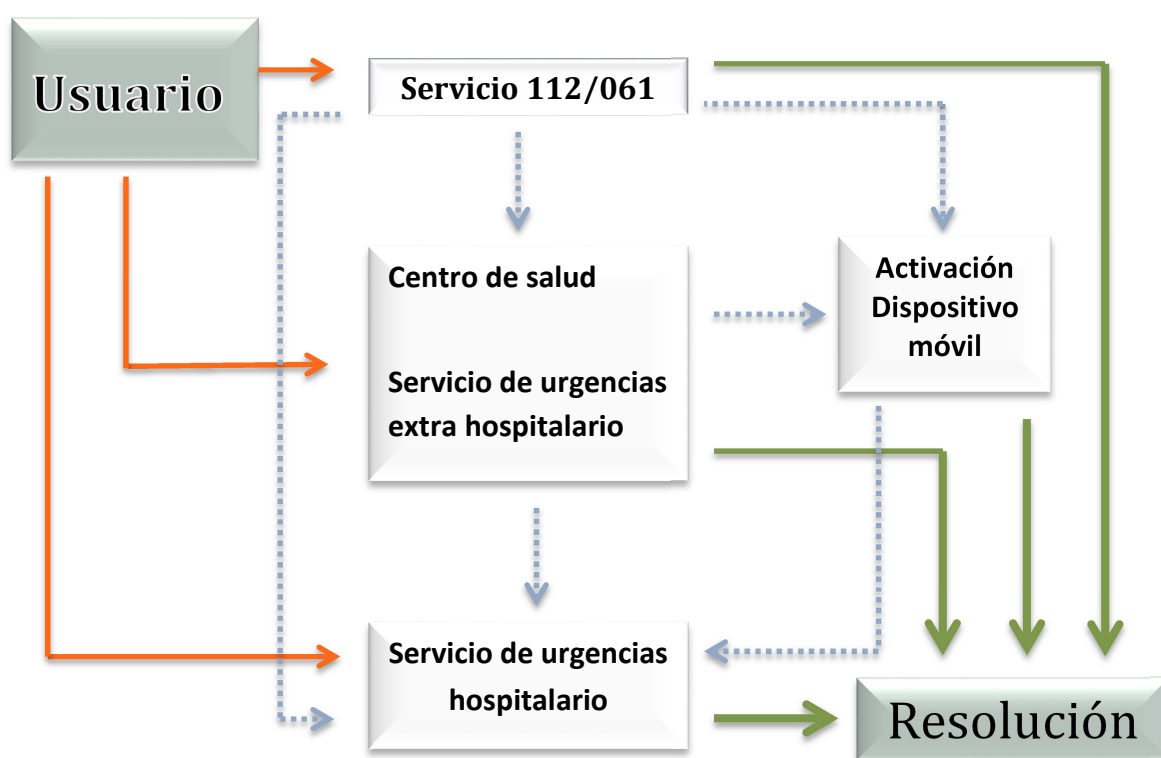 Usuario
Servicio 112/061
Centro de salud
Servicio de urgencias
extra hospitalario
Activación
Dispositivo
móvil
Servicio de urgencias
hospitalario
Resolución